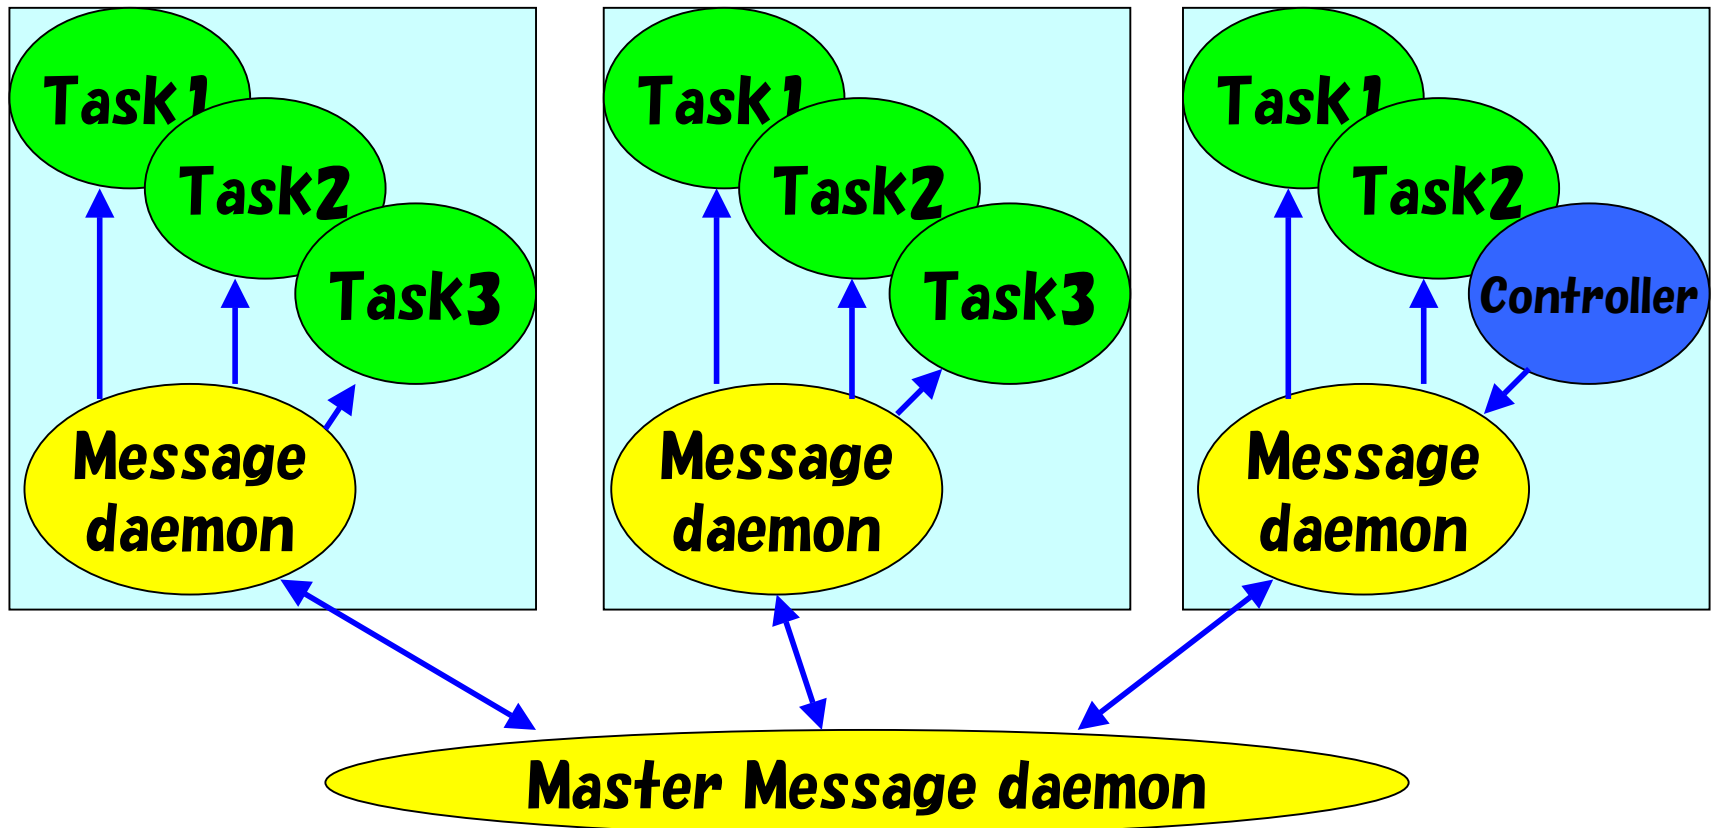 Task1
Task2
Task3
Message
daemon
Task1
Task2
Task3
Message
daemon
Task1
Task2
Controller
Message
daemon
Master Message daemon